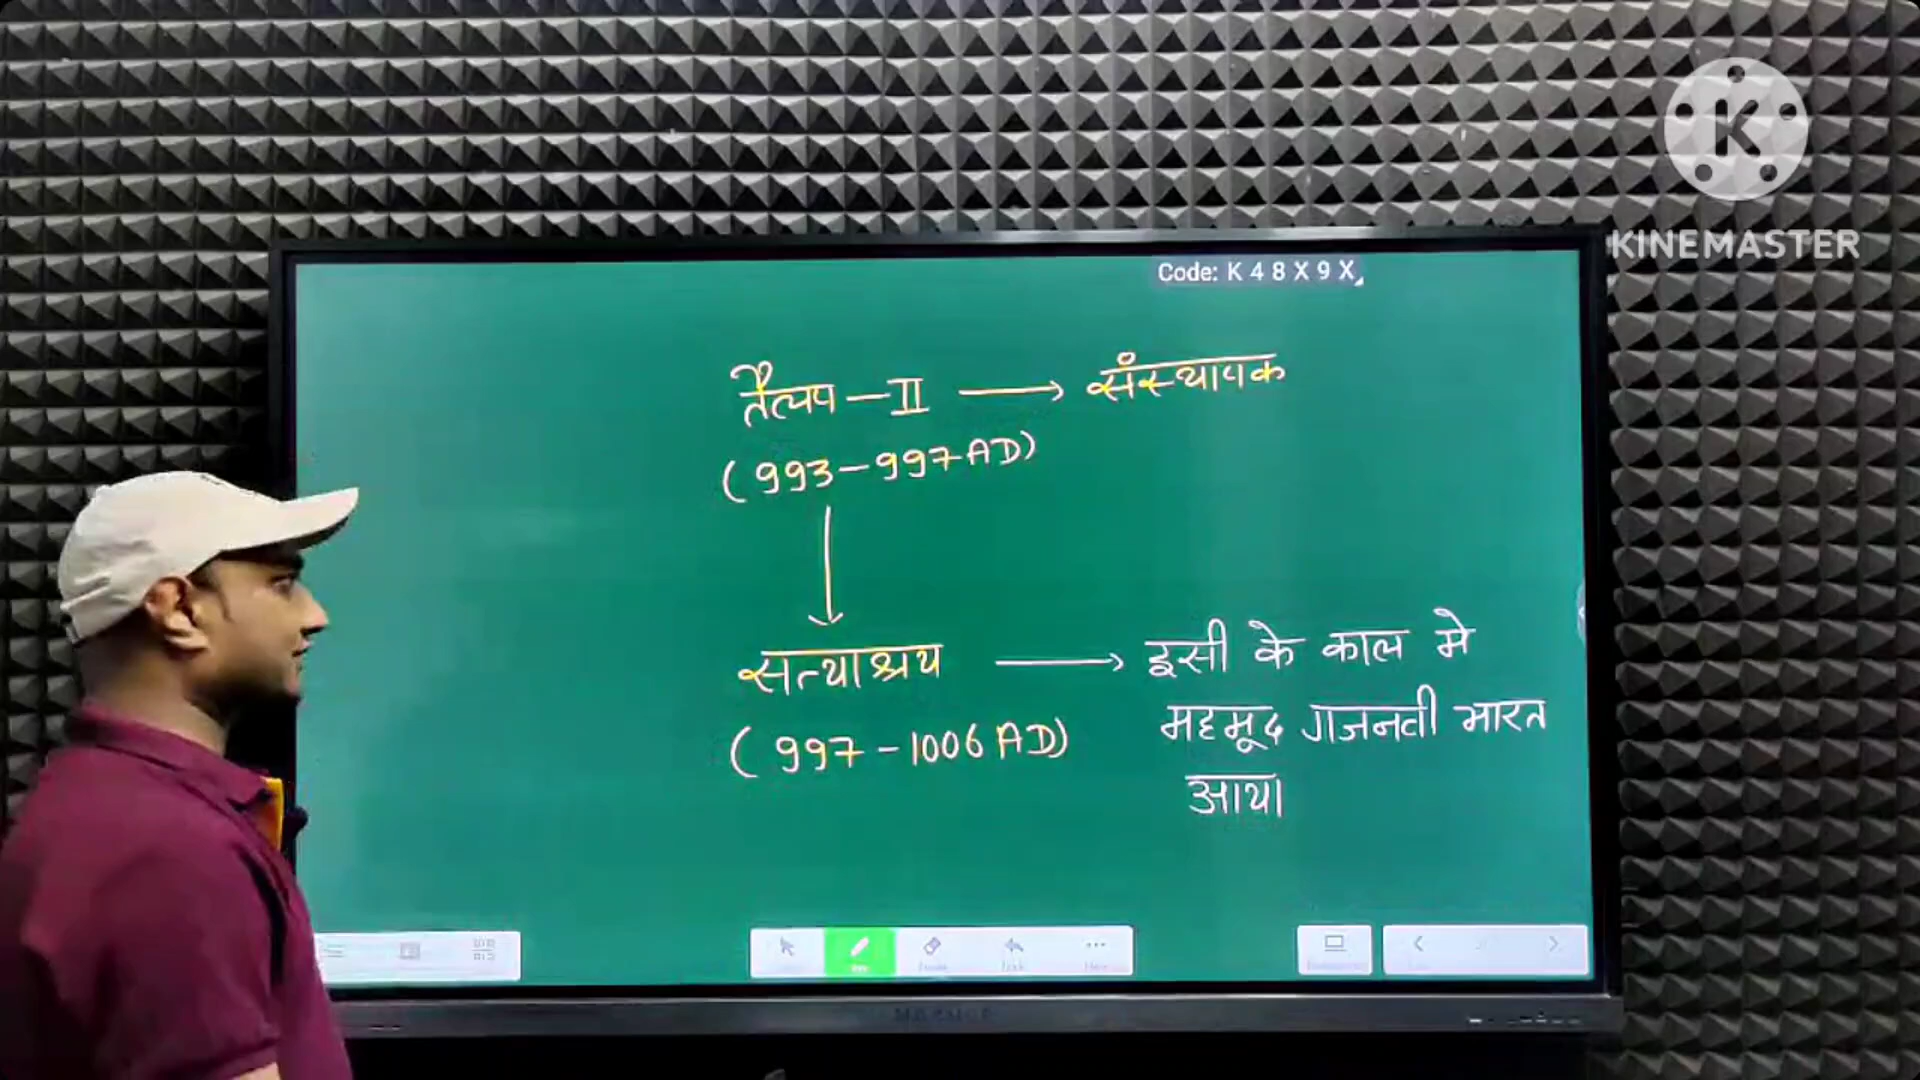 KINEMASTER
Code: K 4 8 X 9 X
तैत्यप – II → संस्थापक
(993 – 997 AD)
सत्याश्रय → इसी के काल मे
(997 – 1006 AD)
महमूद गजनवी भारत
आया